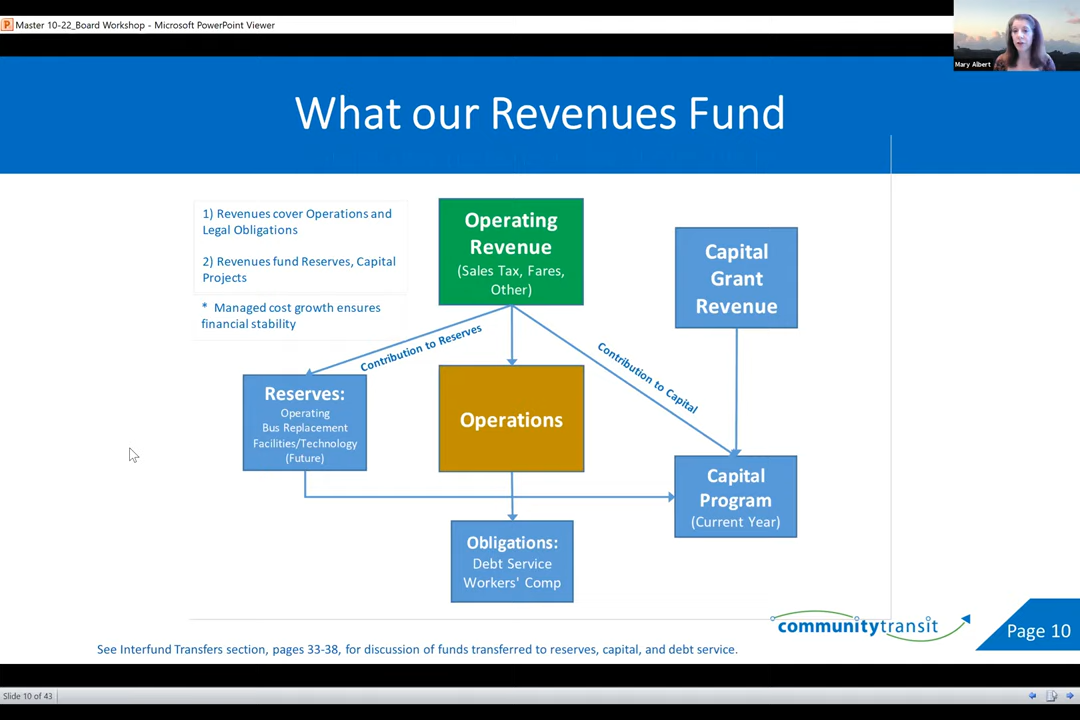 Master 10-22_Board Workshop - Microsoft PowerPoint Viewer
Mary Albert
What our Revenues Fund
1) Revenues cover Operations and
Legal Obligations
2) Revenues fund Reserves, Capital
Projects
* Managed cost growth ensures
financial stability
Operating
Revenue
(Sales Tax, Fares,
Other)
Capital
Grant
Revenue
Contribution to Reserves
Contribution to Capital
Reserves:
Operating
Bus Replacement
Facilities/Technology
(Future)
Operations
Capital
Program
(Current Year)
Obligations:
Debt Service
Workers' Comp
communitytransit
Page 10
See Interfund Transfers section, pages 33-38, for discussion of funds transferred to reserves, capital, and debt service.
Slide 10 of 43